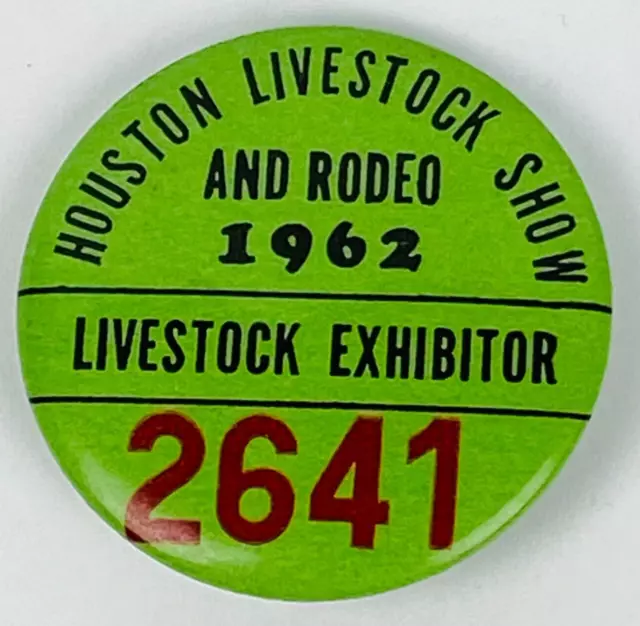 HOUSTON LIVESTOCK SHOW
AND RODEO
1962
LIVESTOCK EXHIBITOR
2641